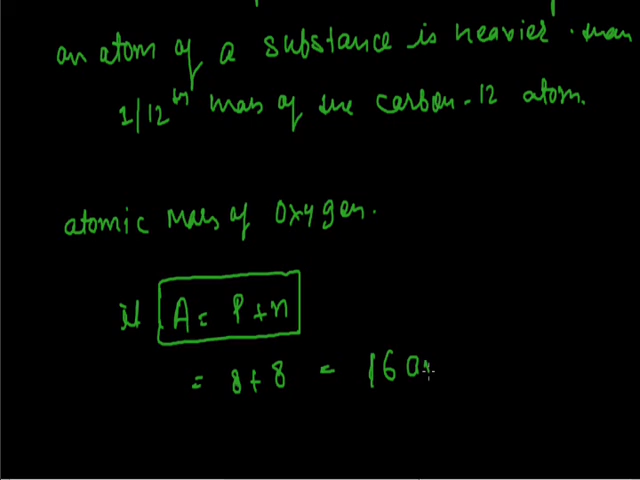 an atom of a substance is heavier than
1/12th mass of the carbon-12 atom.
atomic mass of oxygen.
A = P+n
= 8+8 = 16 a